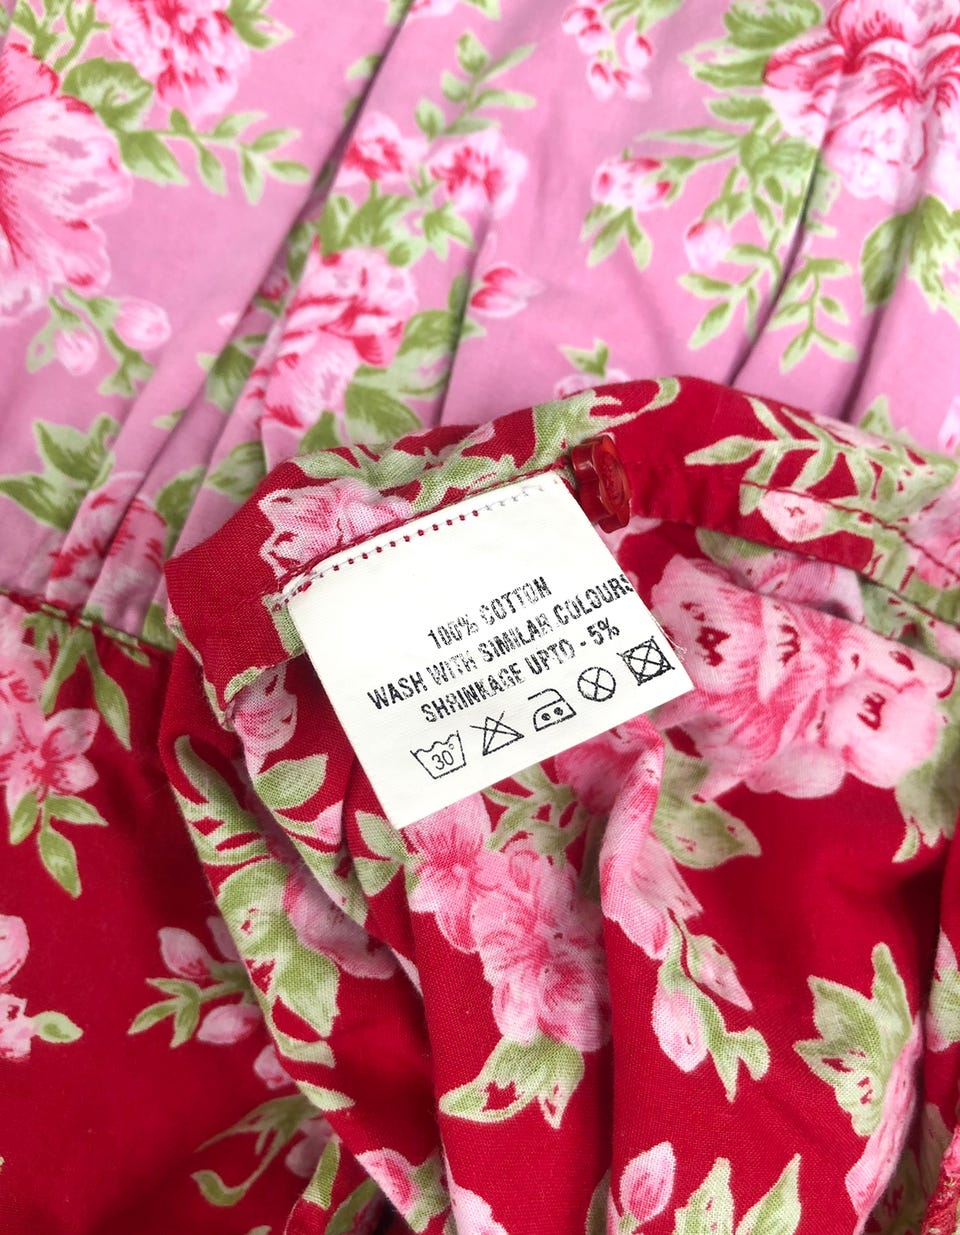 100% COTTON
WASH WITH SIMILAR COLOURS
SHRINKAGE UPTO - 5%
30°